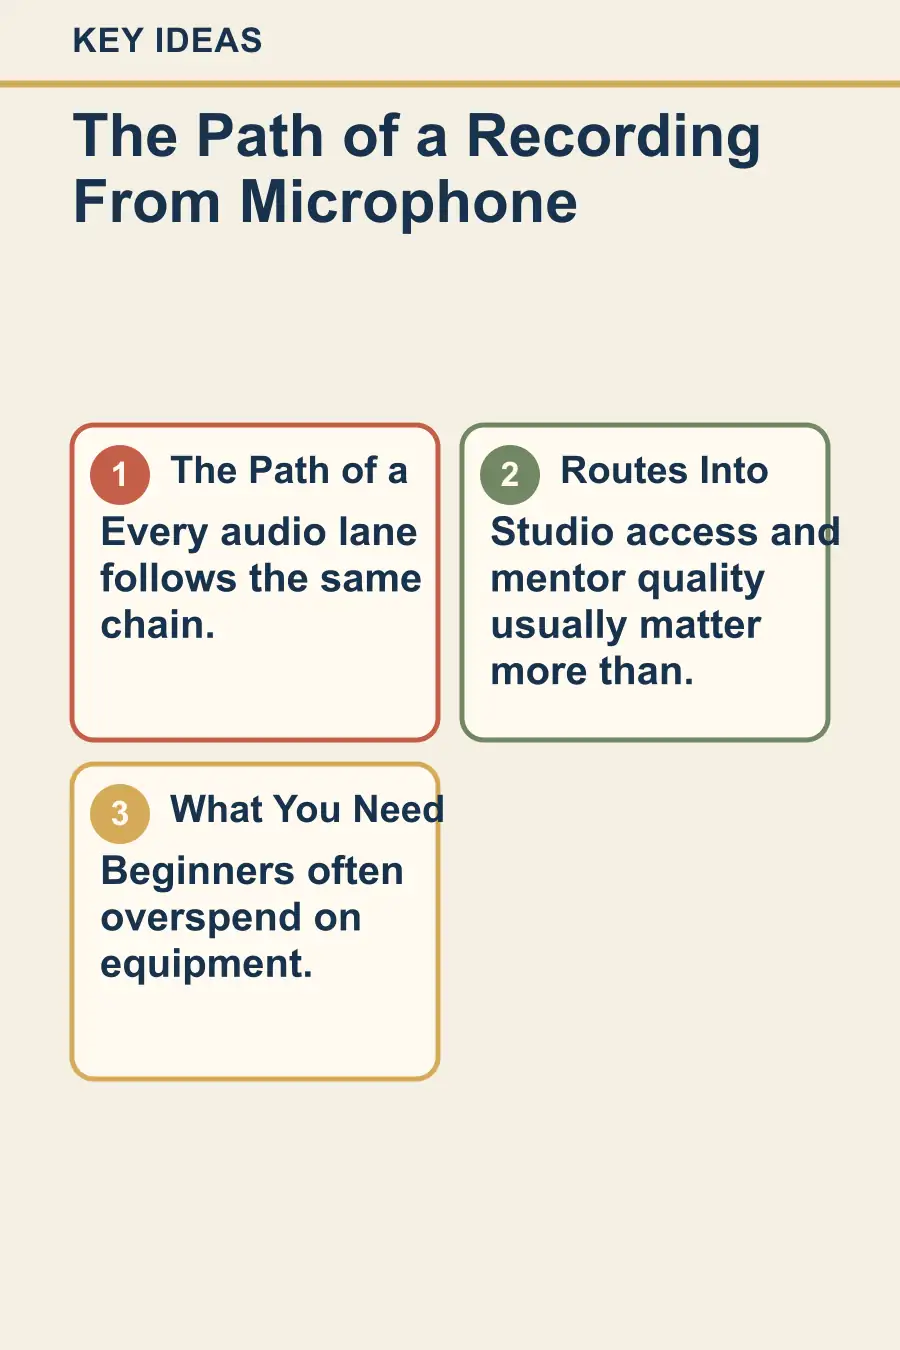 KEY IDEAS
The Path of a Recording
From Microphone
1
The Path of a
Every audio lane
follows the same
chain.
2
Routes Into
Studio access and
mentor quality
usually matter
more than.
3
What You Need
Beginners often
overspend on
equipment.